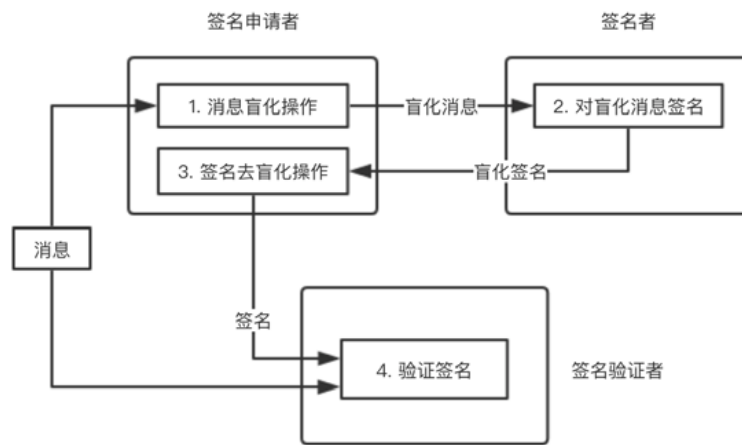 签名申请者
签名者
1. 消息盲化操作
盲化消息
2. 对盲化消息签名
3. 签名去盲化操作
盲化签名
消息
签名
4. 验证签名
签名验证者